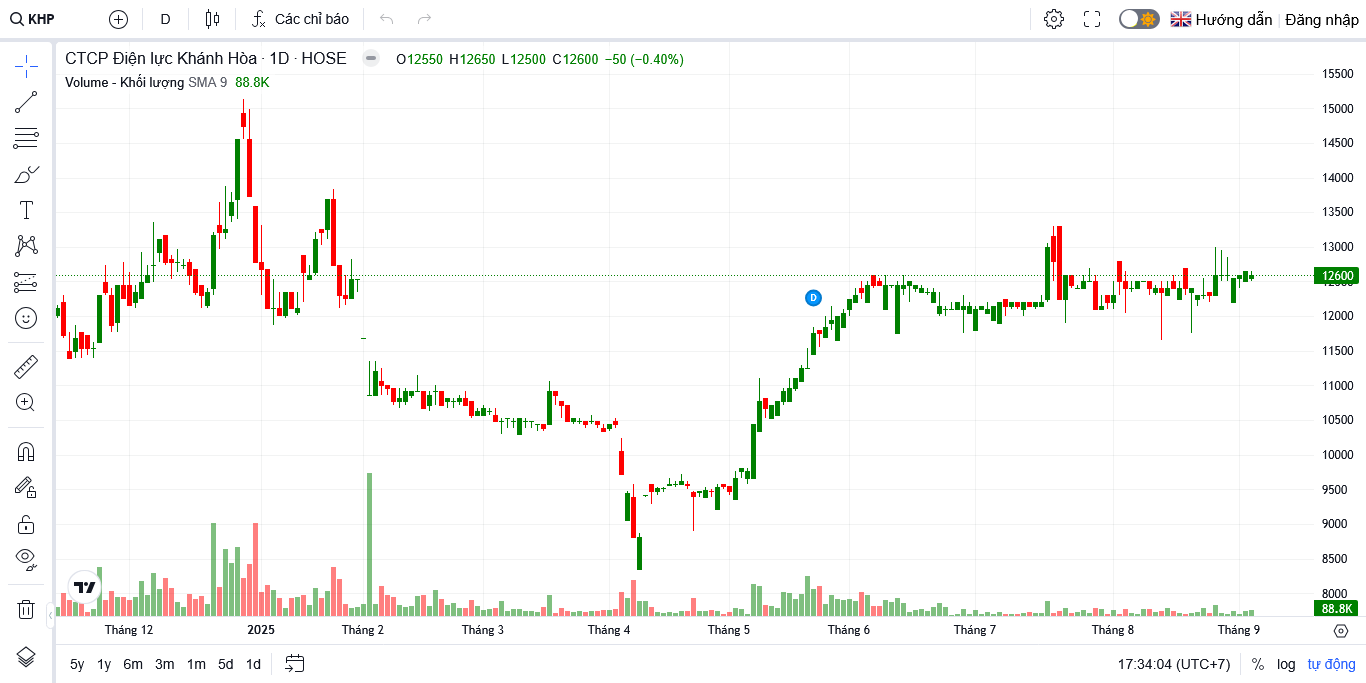 KHP
D
Các chỉ báo
Hướng dẫn
Đăng nhập
CTCP Điện lực Khánh Hòa · 1D · HOSE
O12550 H12650 L12500 C12600 −50 (−0.40%)
Volume - Khối lượng SMA 9 88.8K
15500
15000
14500
14000
13500
13000
12600
12500
12000
11500
11000
10500
10000
9500
9000
8500
8000
88.8K
D
Tháng 12
2025
Tháng 2
Tháng 3
Tháng 4
Tháng 5
Tháng 6
Tháng 7
Tháng 8
Tháng 9
5y 1y 6m 3m 1m 5d 1d
17:34:04 (UTC+7)
%
log
tự động